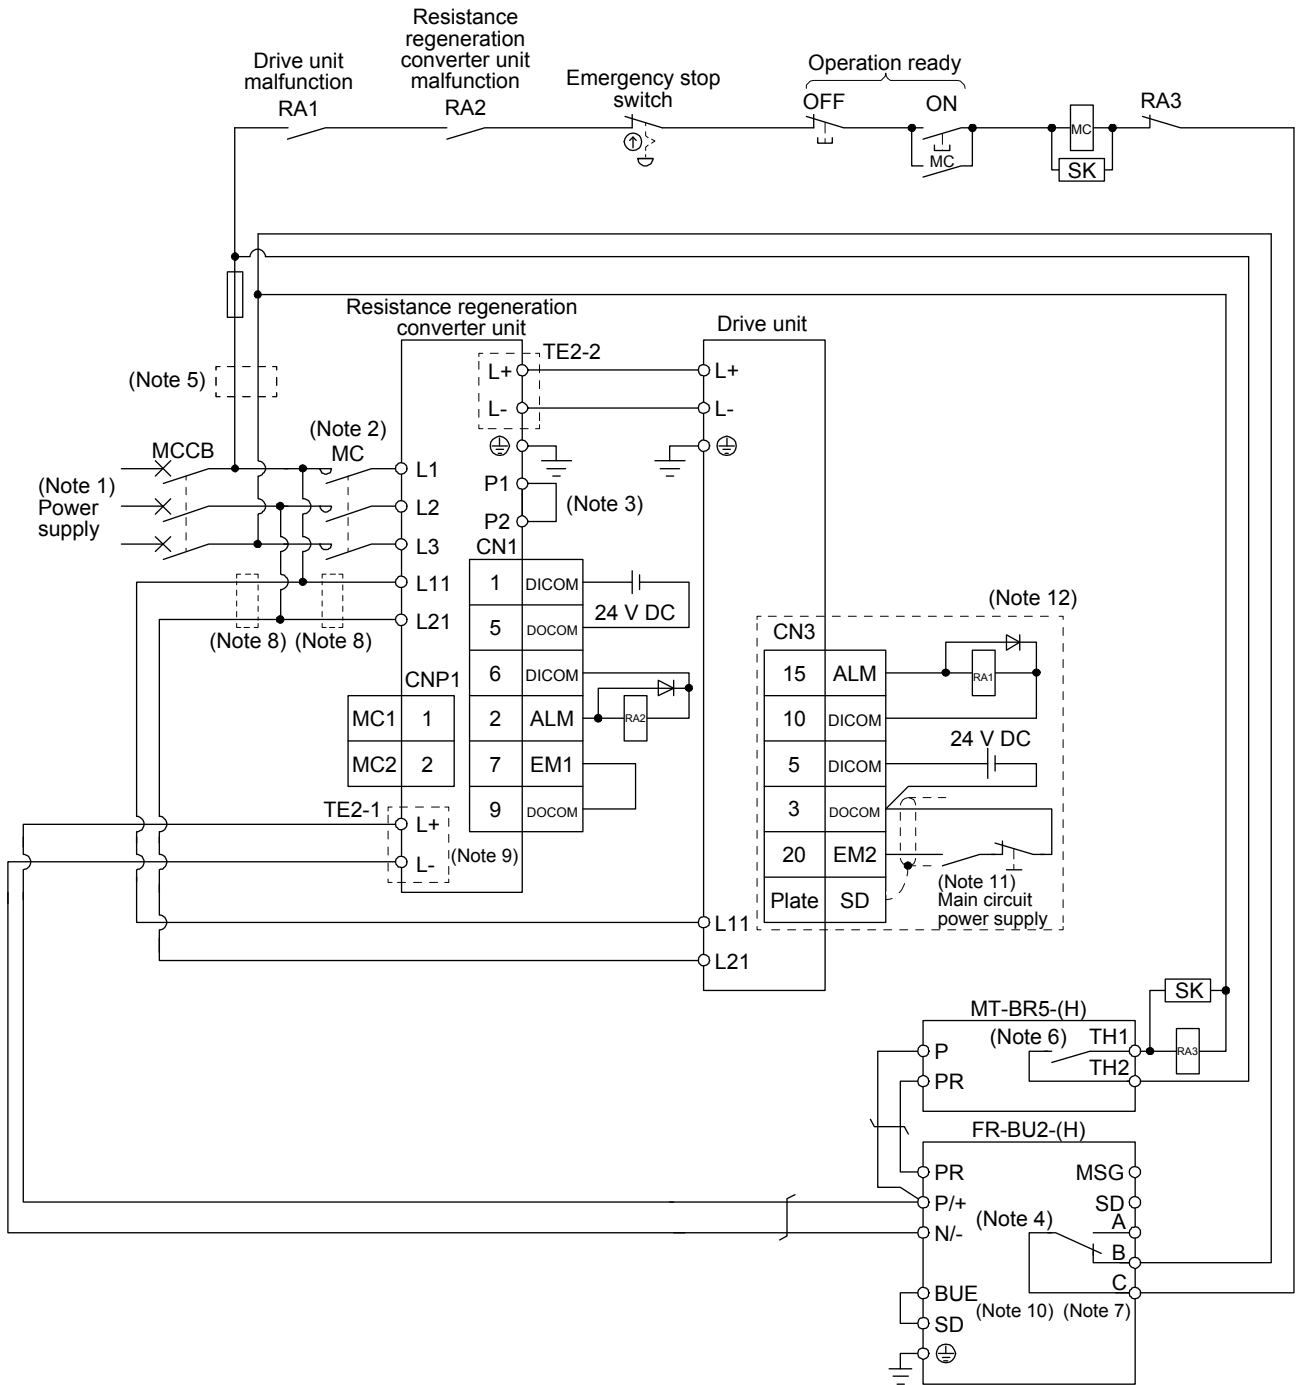 Resistance
regeneration
converter unit
malfunction
RA2
Drive unit
malfunction
RA1
Emergency stop
switch
Operation ready
OFF
ON
MC
MC
SK
RA3
Resistance regeneration
converter unit
Drive unit
TE2-2
L+
L-
L+
L-
(Note 5)
(Note 2)
MC
MCCB
(Note 1)
Power
supply
L1
L2
L3
L11
L21
P1
P2
(Note 3)
(Note 8)
(Note 8)
CN1
1 DICOM
5 DOCOM
6 DICOM
2 ALM
7 EM1
9 DOCOM
24 V DC
RA2
CNP1
MC1 1
MC2 2
TE2-1
L+
L-
(Note 9)
(Note 12)
CN3
15 ALM
10 DICOM
5 DICOM
3 DOCOM
20 EM2
Plate SD
RA1
24 V DC
(Note 11)
Main circuit
power supply
L11
L21
SK
MT-BR5-(H)
(Note 6)
TH1
TH2
RA3
P
PR
FR-BU2-(H)
PR
P/+
N/-
BUE
SD
MSG
SD
A
B
C
(Note 4)
(Note 10)
(Note 7)